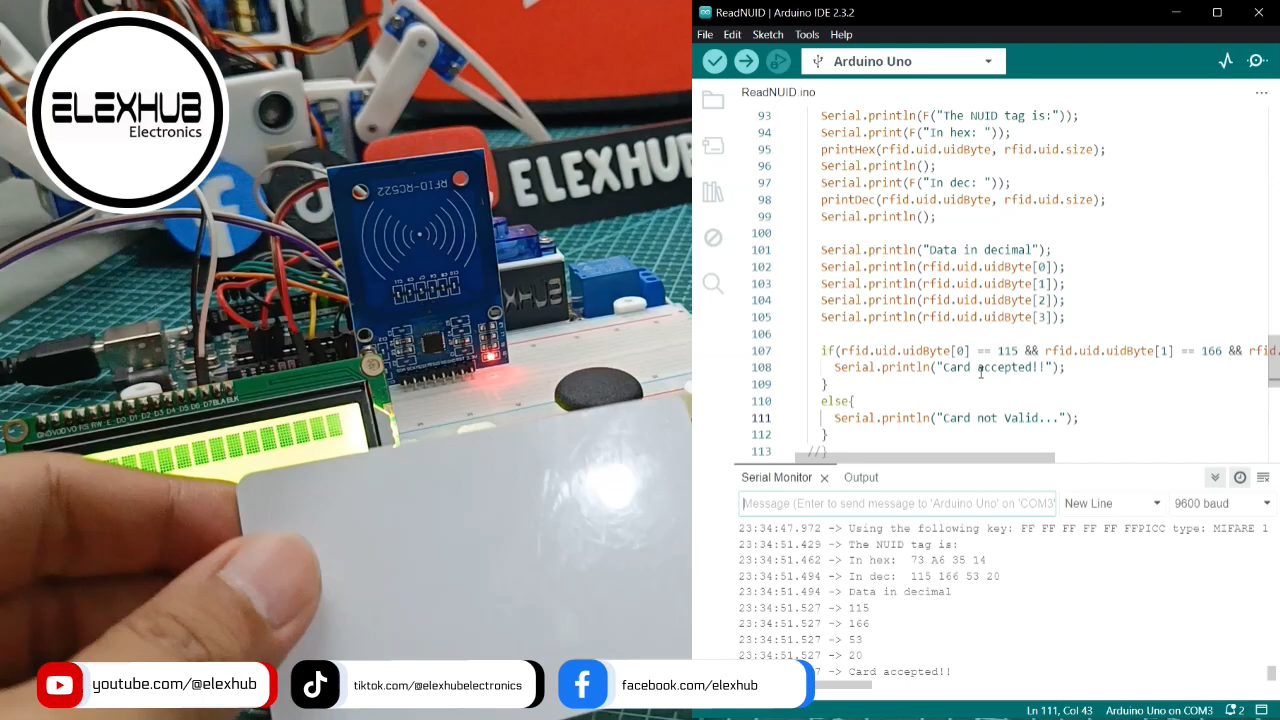 ELEXHUB
Electronics
RFID-RC522
ELEXHUB
ELEXHUB
youtube.com/@elexhub
tiktok.com/@elexhubelectronics
facebook.com/elexhub
ReadNUID | Arduino IDE 2.3.2
File Edit Sketch Tools Help
Arduino Uno
ReadNUID.ino
93 Serial.println(F("The NUID tag is:"));
94 Serial.print(F("In hex: "));
95 printHex(rfid.uid.uidByte, rfid.uid.size);
96 Serial.println();
97 Serial.print(F("In dec: "));
98 printDec(rfid.uid.uidByte, rfid.uid.size);
99 Serial.println();
100
101 Serial.println("Data in decimal");
102 Serial.println(rfid.uid.uidByte[0]);
103 Serial.println(rfid.uid.uidByte[1]);
104 Serial.println(rfid.uid.uidByte[2]);
105 Serial.println(rfid.uid.uidByte[3]);
106
107 if(rfid.uid.uidByte[0] == 115 && rfid.uid.uidByte[1] == 166 && rfid
108 Serial.println("Card accepted!!");
109 }
110 else{
111 Serial.println("Card not Valid...");
112 }
113 //}
Serial Monitor Output
Message (Enter to send message to 'Arduino Uno' on 'COM3' New Line 9600 baud
23:34:47.972 -> Using the following key: FF FF FF FF FF FFPICC type: MIFARE 1
23:34:51.429 -> The NUID tag is:
23:34:51.462 -> In hex: 73 A6 35 14
23:34:51.494 -> In dec: 115 166 53 20
23:34:51.494 -> Data in decimal
23:34:51.527 -> 115
23:34:51.527 -> 166
23:34:51.527 -> 53
23:34:51.527 -> 20
7 -> Card accepted!!
Ln 111, Col 43 Arduino Uno on COM3 2